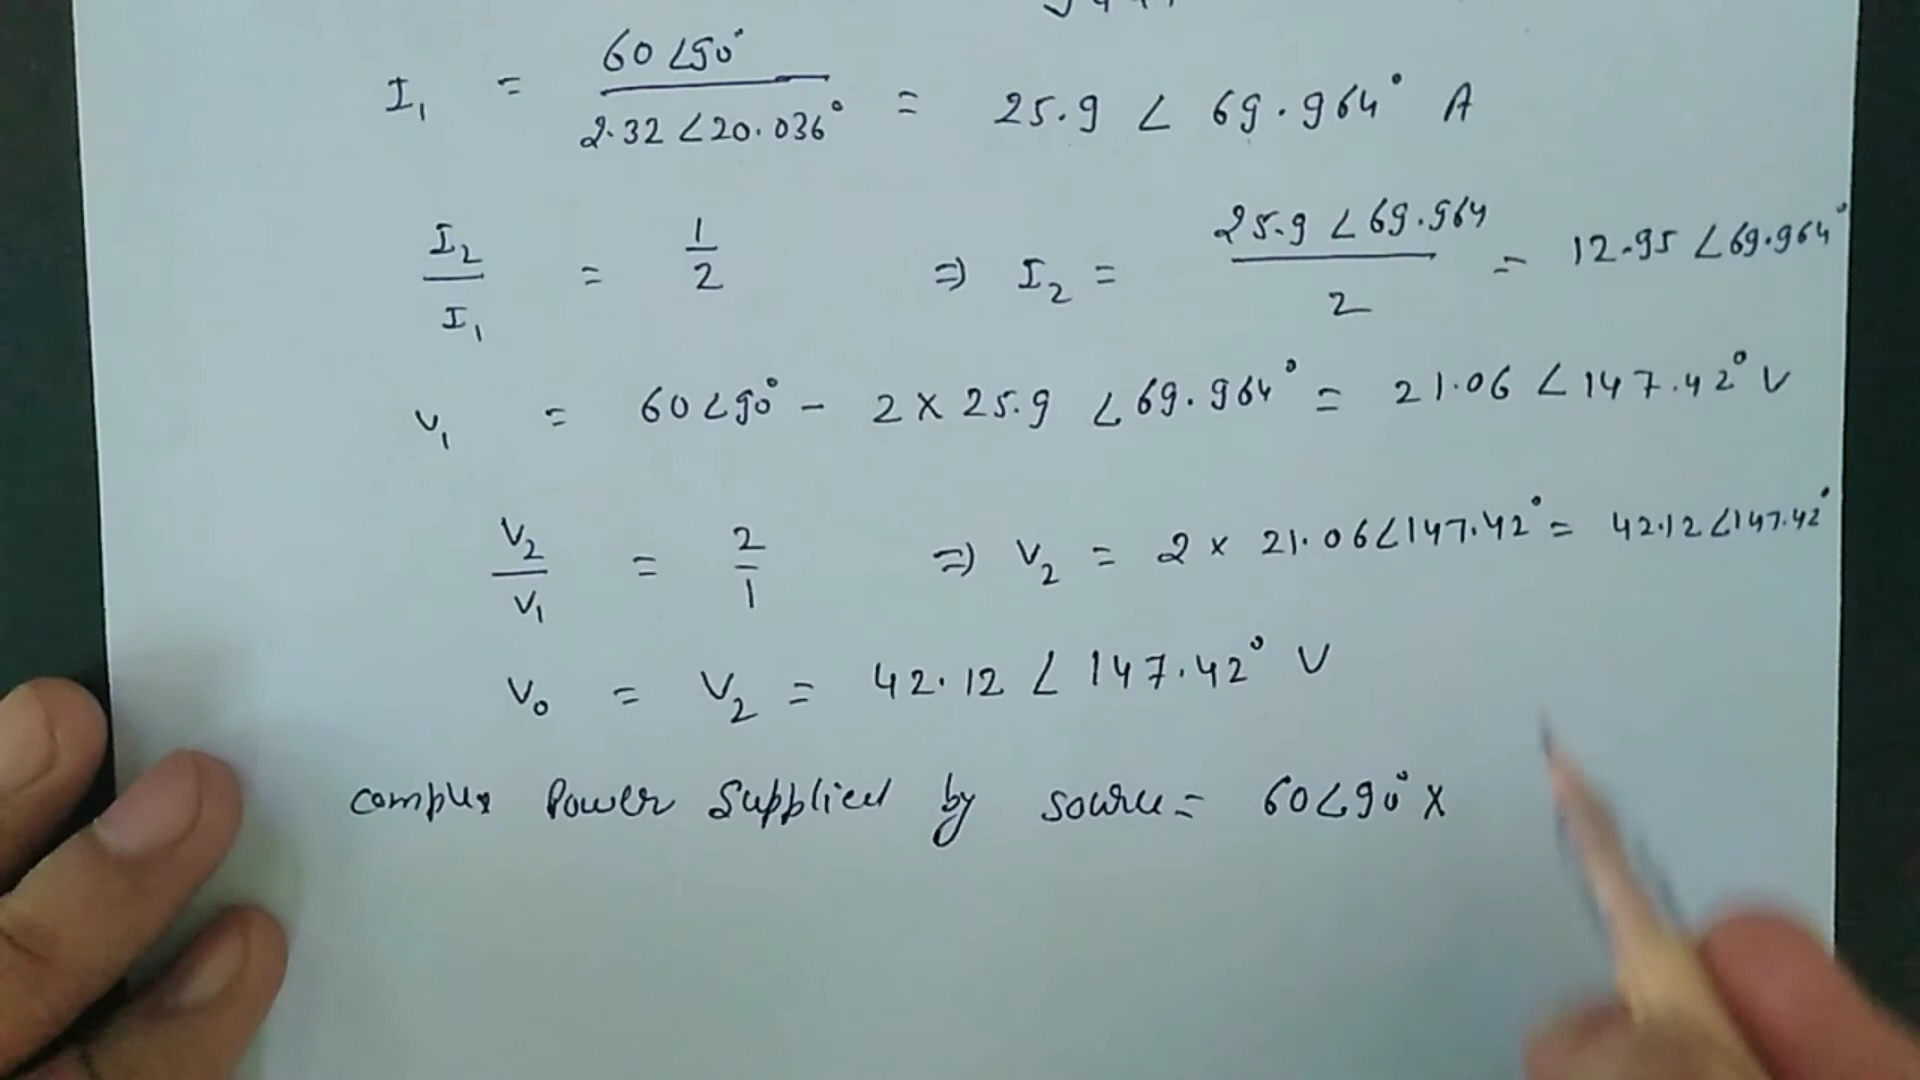 I₁ = 60∠90° / 2.32∠20.036° = 25.9 ∠ 69.964° A
I₂ / I₁ = 1 / 2 ⇒ I₂ = 25.9∠69.964 / 2 = 12.95 ∠69.964°
V₁ = 60∠90° − 2 × 25.9 ∠69.964° = 21.06 ∠147.42° V
V₂ / V₁ = 2 / 1 ⇒ V₂ = 2 × 21.06∠147.42° = 42.12∠147.42°
V₀ = V₂ = 42.12 ∠ 147.42° V
complex Power Supplied by source = 60∠90° ×